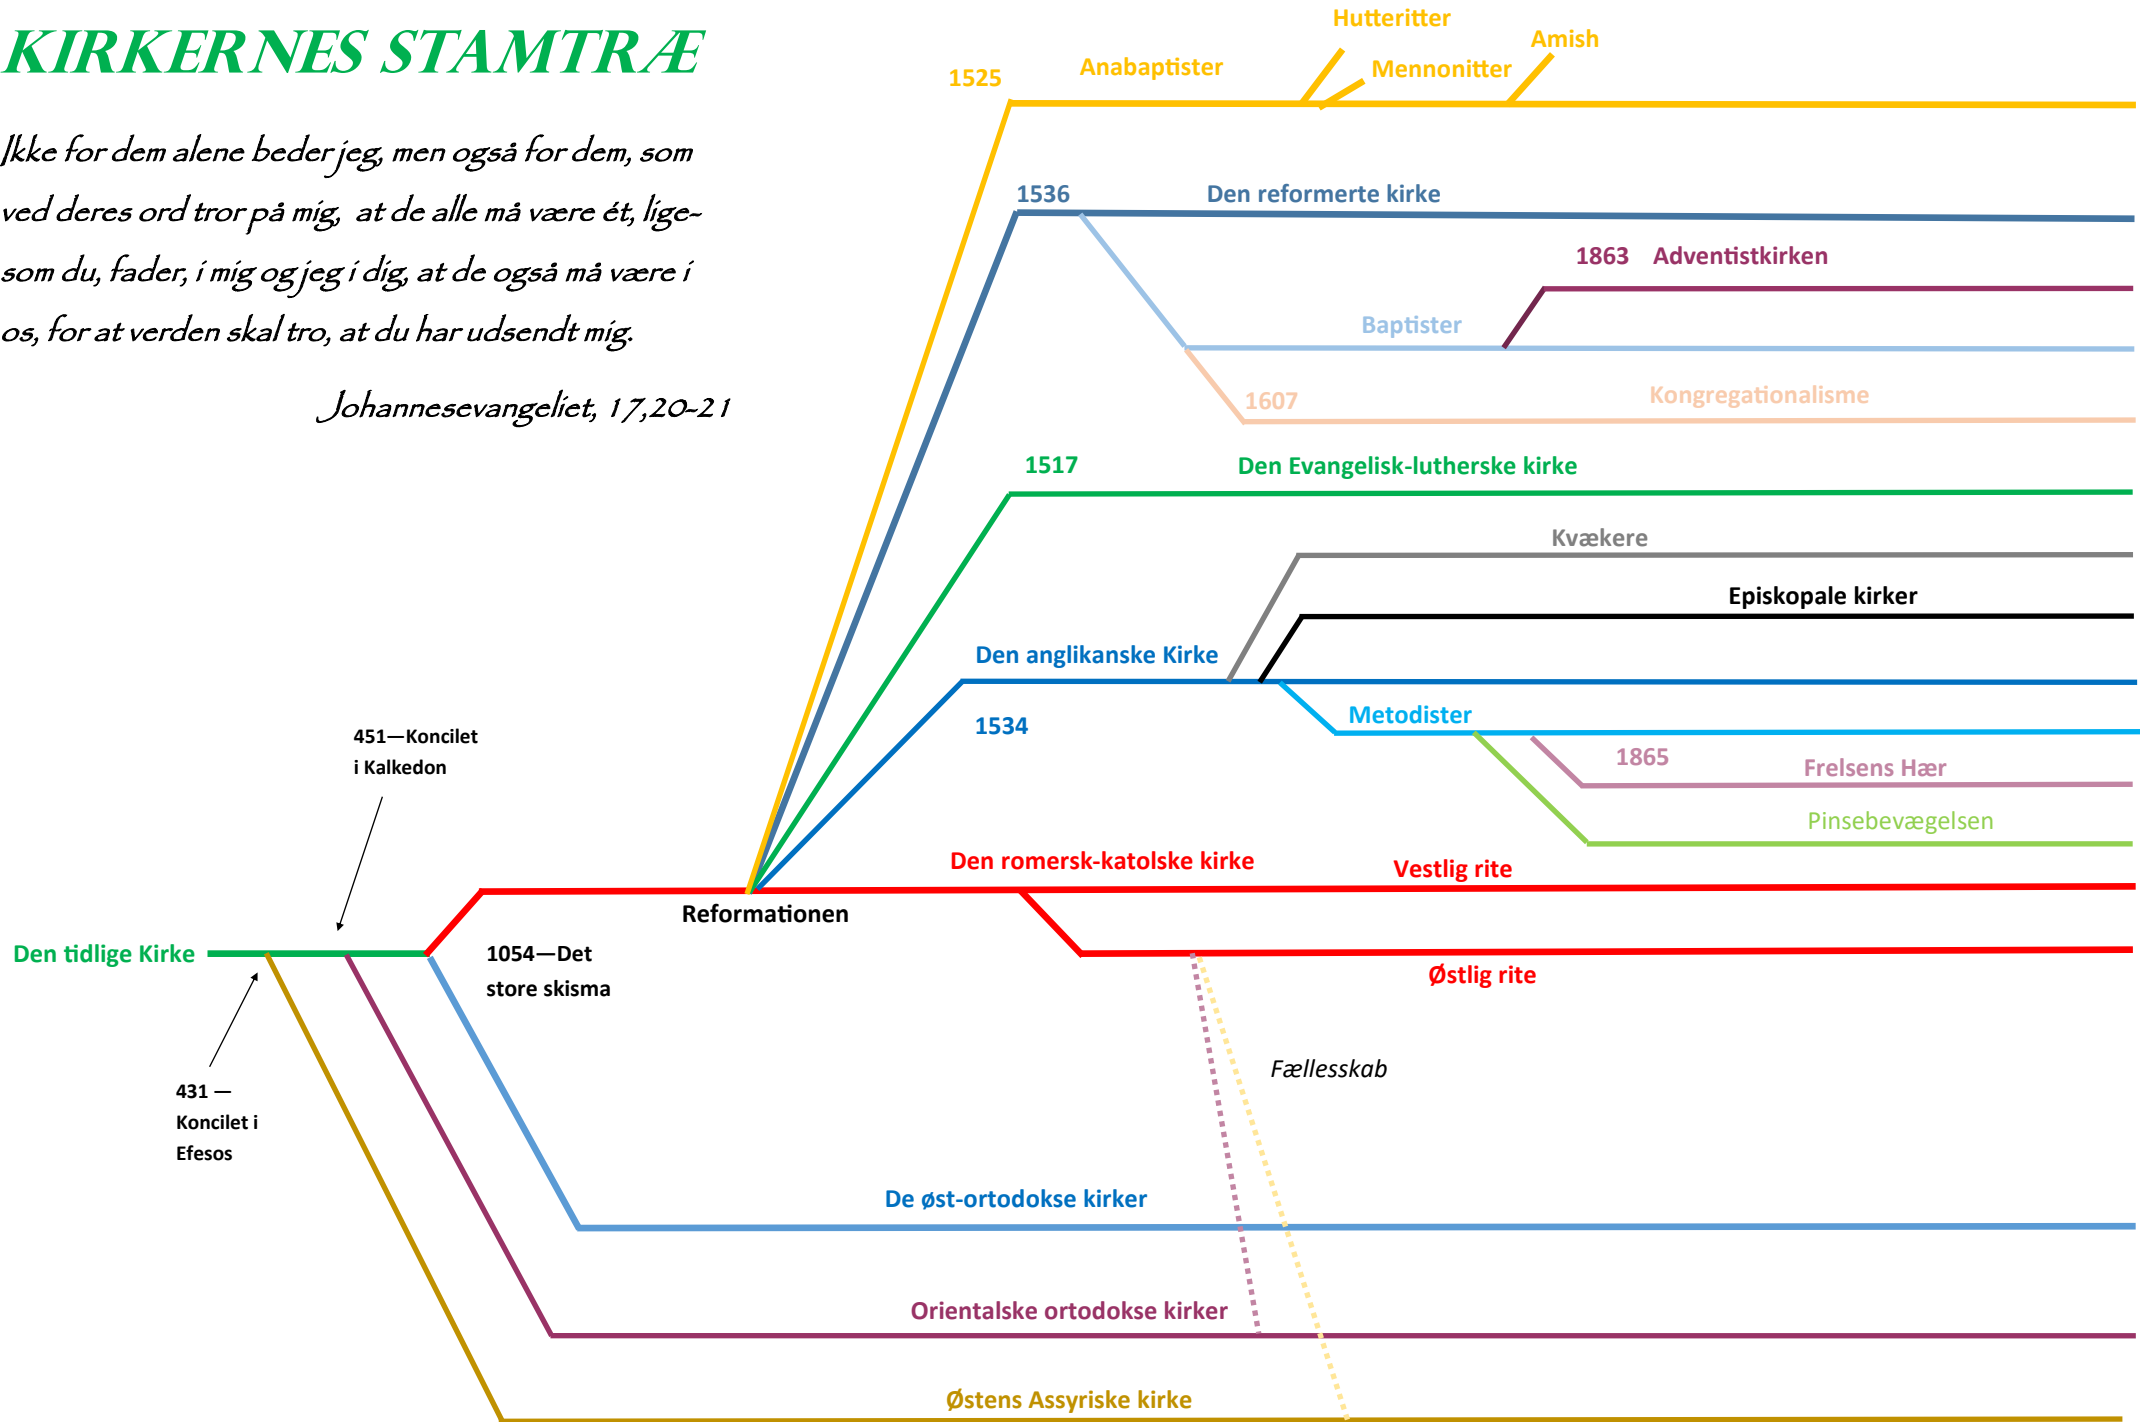 KIRKERNES STAMTRÆ
Ikke for dem alene beder jeg, men også for dem, som
ved deres ord tror på mig, at de alle må være ét, lige-
som du, fader, i mig og jeg i dig, at de også må være i
os, for at verden skal tro, at du har udsendt mig.
Johannesevangeliet, 17,20-21
Hutteritter
Amish
1525
Anabaptister
Mennonitter
1536
Den reformerte kirke
1863
Adventistkirken
Baptister
1607
Kongregationalisme
1517
Den Evangelisk-lutherske kirke
Kvækere
Episkopale kirker
Den anglikanske Kirke
1534
Metodister
1865
Frelsens Hær
Pinsebevægelsen
451—Koncilet
i Kalkedon
Den romersk-katolske kirke
Vestlig rite
Reformationen
Den tidlige Kirke
1054—Det
store skisma
Østlig rite
Fællesskab
431 —
Koncilet i
Efesos
De øst-ortodokse kirker
Orientalske ortodokse kirker
Østens Assyriske kirke